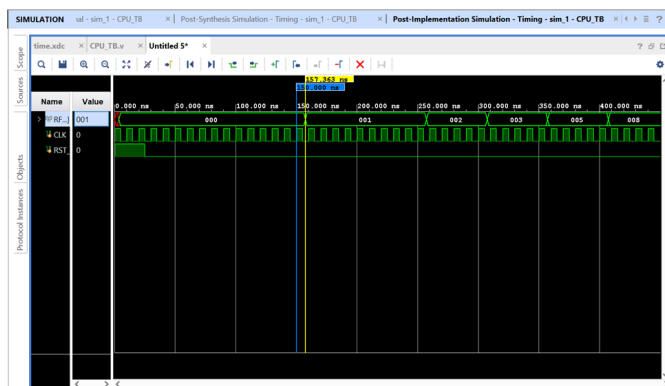 SIMULATION ual - sim_1 - CPU_TB × Post-Synthesis Simulation - Timing - sim_1 - CPU_TB × Post-Implementation Simulation - Timing - sim_1 - CPU_TB × ?
time.xdc × CPU_TB.v × Untitled 5* × ?
Scope
Sources
Objects
Protocol Instances
157.363 ns
150.000 ns
Name Value
0.000 ns 50.000 ns 100.000 ns 150.000 ns 200.000 ns 250.000 ns 300.000 ns 350.000 ns 400.000 ns
RF...) 001 000 001 002 003 005 008
CLK 0
RST_ 0